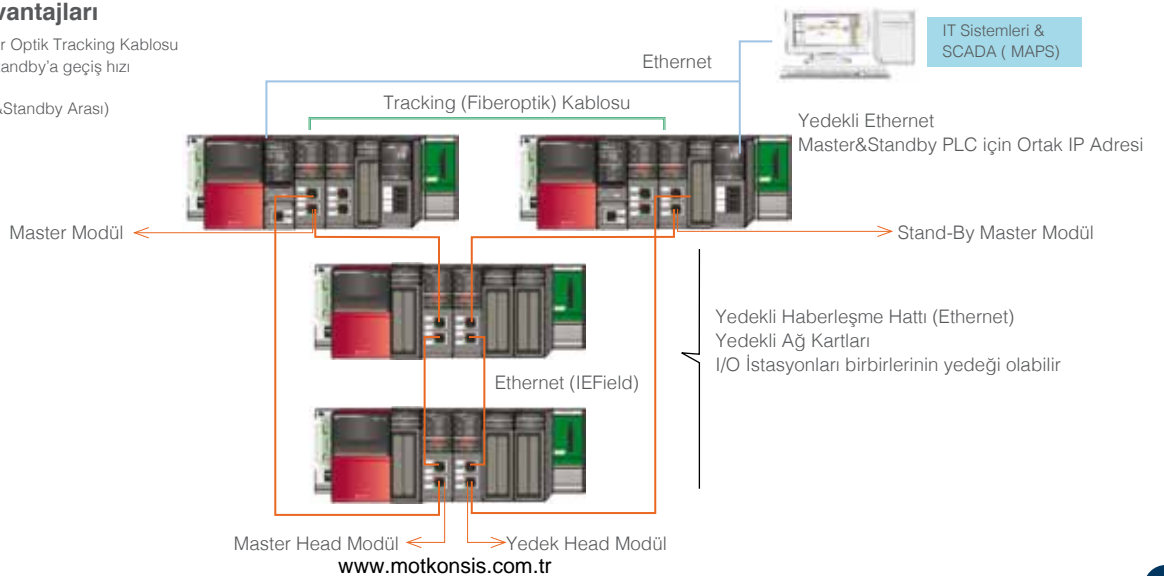 vantajları
r Optik Tracking Kablosu
tandby'a geçiş hızı
&Standby Arası)
Ethernet
IT Sistemleri &
SCADA ( MAPS)
Tracking (Fiberoptik) Kablosu
Yedekli Ethernet
Master&Standby PLC için Ortak IP Adresi
Master Modül
Stand-By Master Modül
Yedekli Haberleşme Hattı (Ethernet)
Yedekli Ağ Kartları
I/O İstasyonları birbirlerinin yedeği olabilir
Ethernet (IEField)
Master Head Modül
Yedek Head Modül
www.motkonsis.com.tr